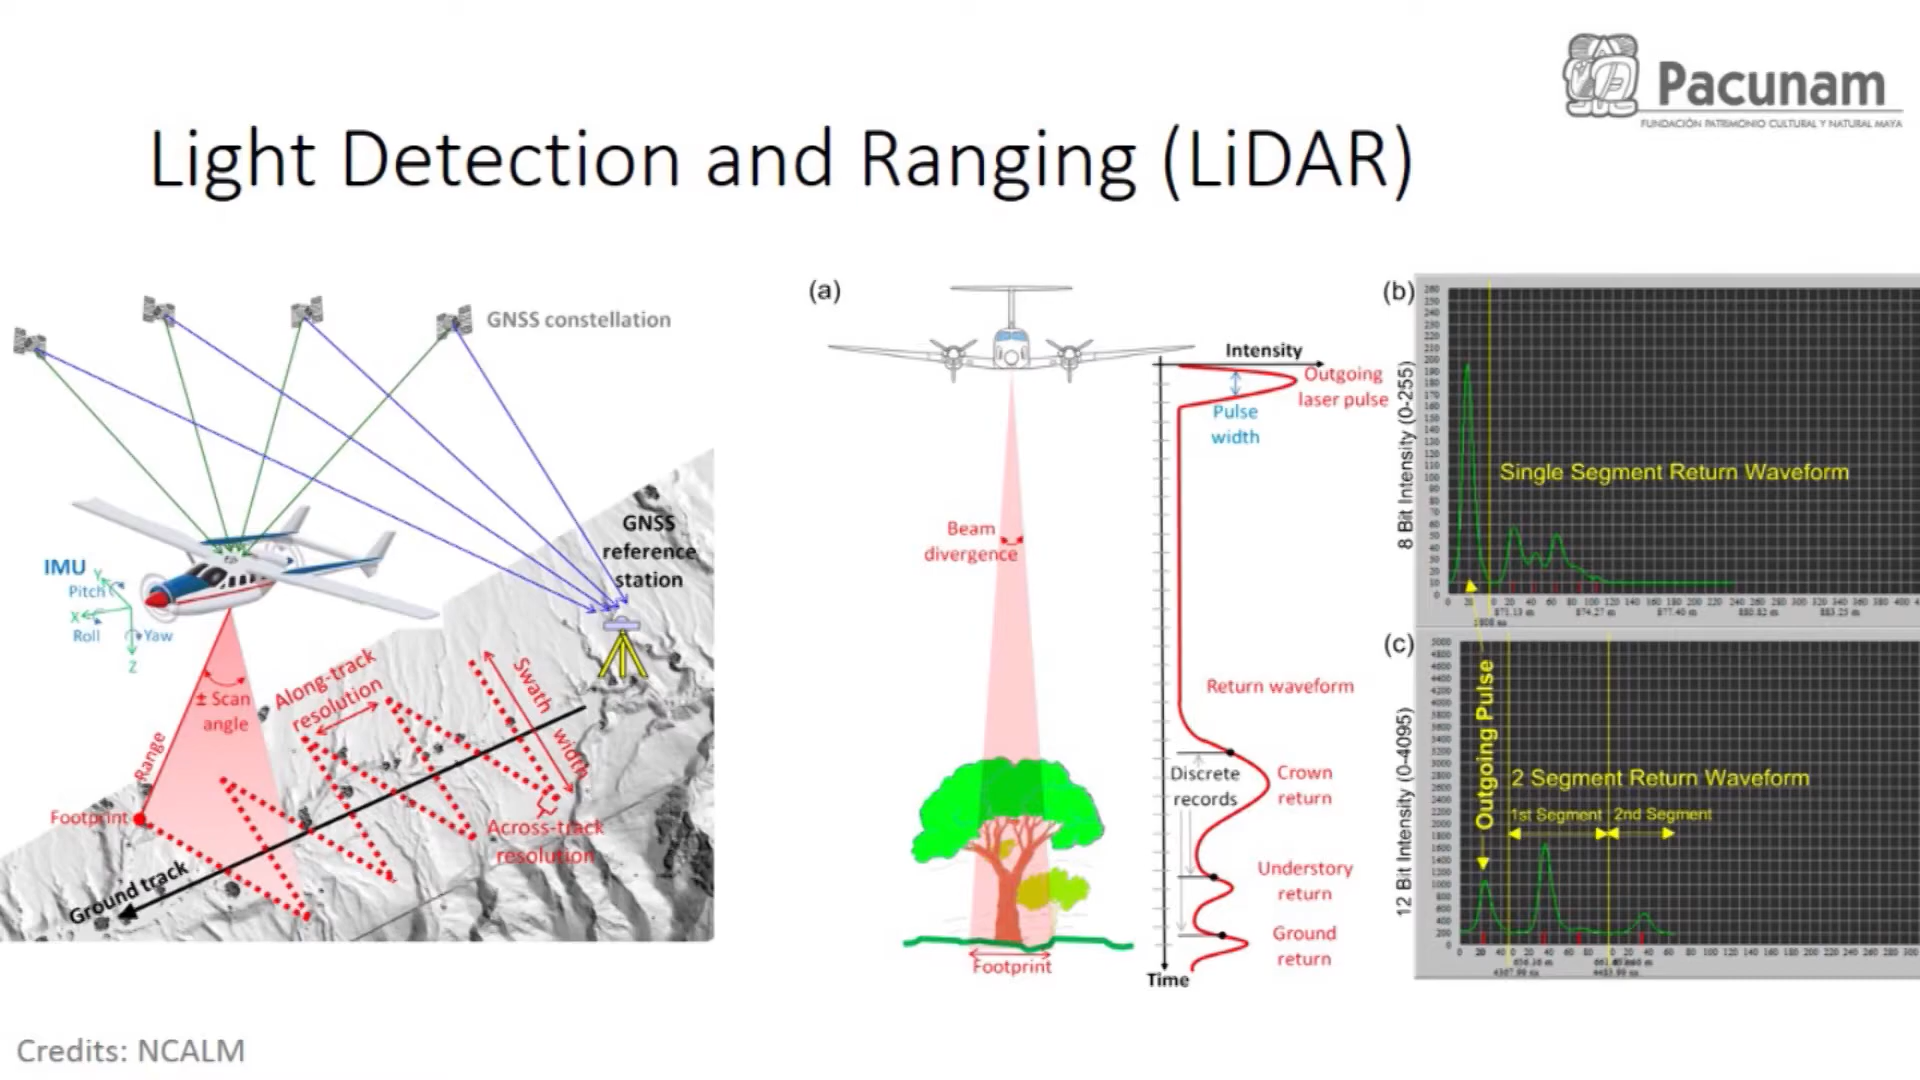 Pacunam
FUNDACIÓN PATRIMONIO CULTURAL Y NATURAL MAYA
Light Detection and Ranging (LiDAR)
GNSS constellation
GNSS
reference
station
IMU
Y
Pitch
X
Roll
Yaw
Z
± Scan
angle
Range
Footprint
Along-track
resolution
Swath
width
Across-track
resolution
Ground track
(a)
Intensity
Outgoing
laser pulse
Pulse
width
Beam
divergence
Return waveform
Discrete
records
Crown
return
Understory
return
Ground
return
Footprint
Time
(b)
8 Bit Intensity (0-255)
Single Segment Return Waveform
(c)
12 Bit Intensity (0-4095)
Outgoing Pulse
2 Segment Return Waveform
1st Segment
2nd Segment
Credits: NCALM